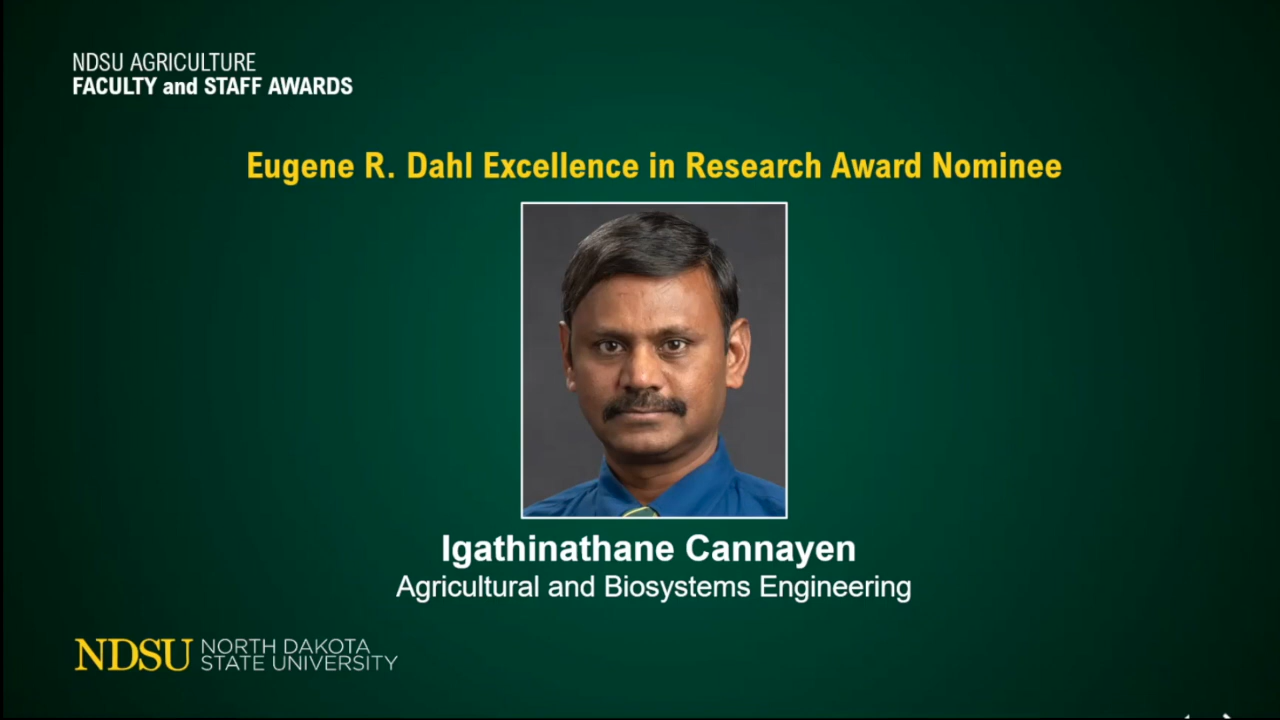 NDSU AGRICULTURE
FACULTY and STAFF AWARDS
Eugene R. Dahl Excellence in Research Award Nominee
Igathinathane Cannayen
Agricultural and Biosystems Engineering
NDSU NORTH DAKOTA
STATE UNIVERSITY